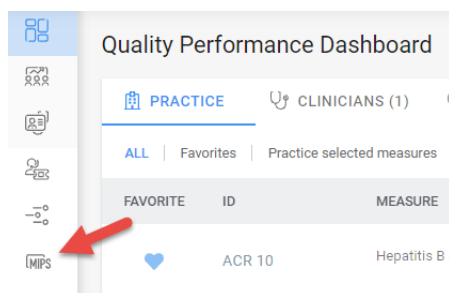 Quality Performance Dashboard
PRACTICE CLINICIANS (1)
ALL Favorites Practice selected measures
FAVORITE ID MEASURE
MIPS
ACR 10 Hepatitis B